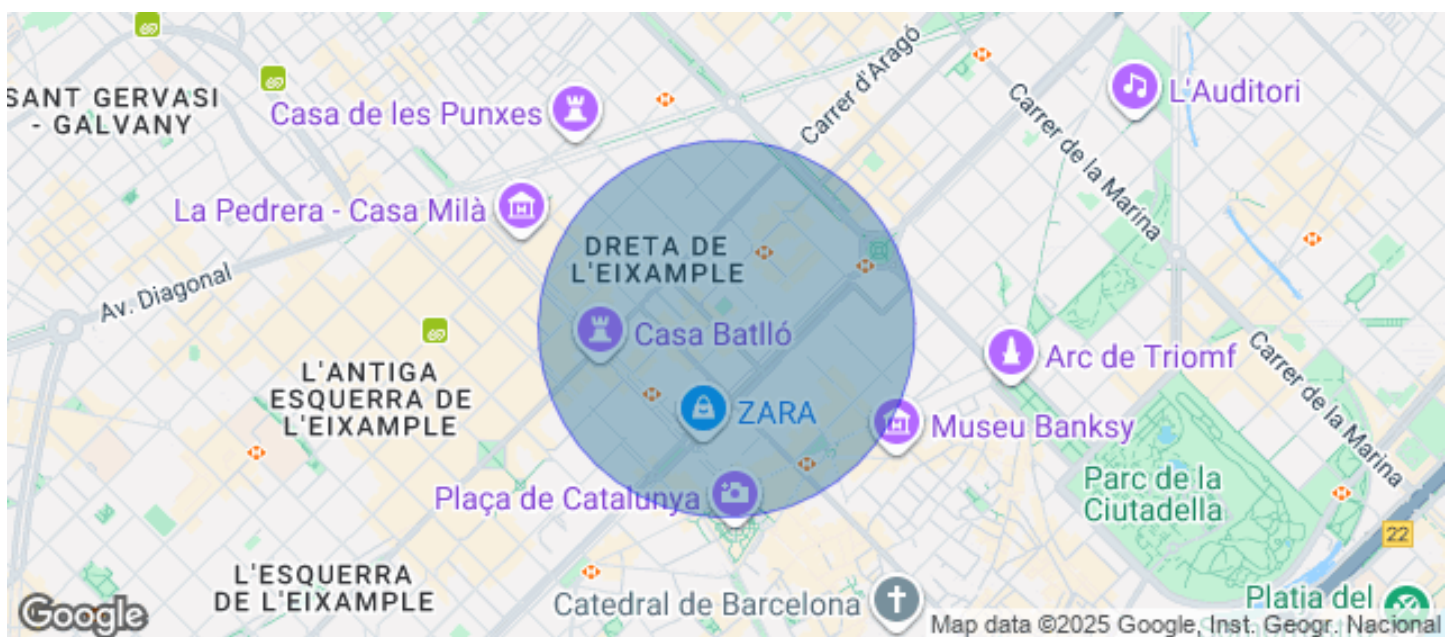 SANT GERVASI
- GALVANY
Casa de les Punxes
Carrer d'Aragó
L'Auditori
Carrer de la Marina
La Pedrera - Casa Milà
DRETA DE
L'EIXAMPLE
Av. Diagonal
Casa Batlló
Arc de Triomf
Carrer de la Marina
L'ANTIGA
ESQUERRA DE
L'EIXAMPLE
ZARA
Museu Banksy
Plaça de Catalunya
Parc de la
Ciutadella
22
L'ESQUERRA
DE L'EIXAMPLE
Catedral de Barcelona
Platja del
Google
Map data ©2025 Google, Inst. Geogr. Nacional